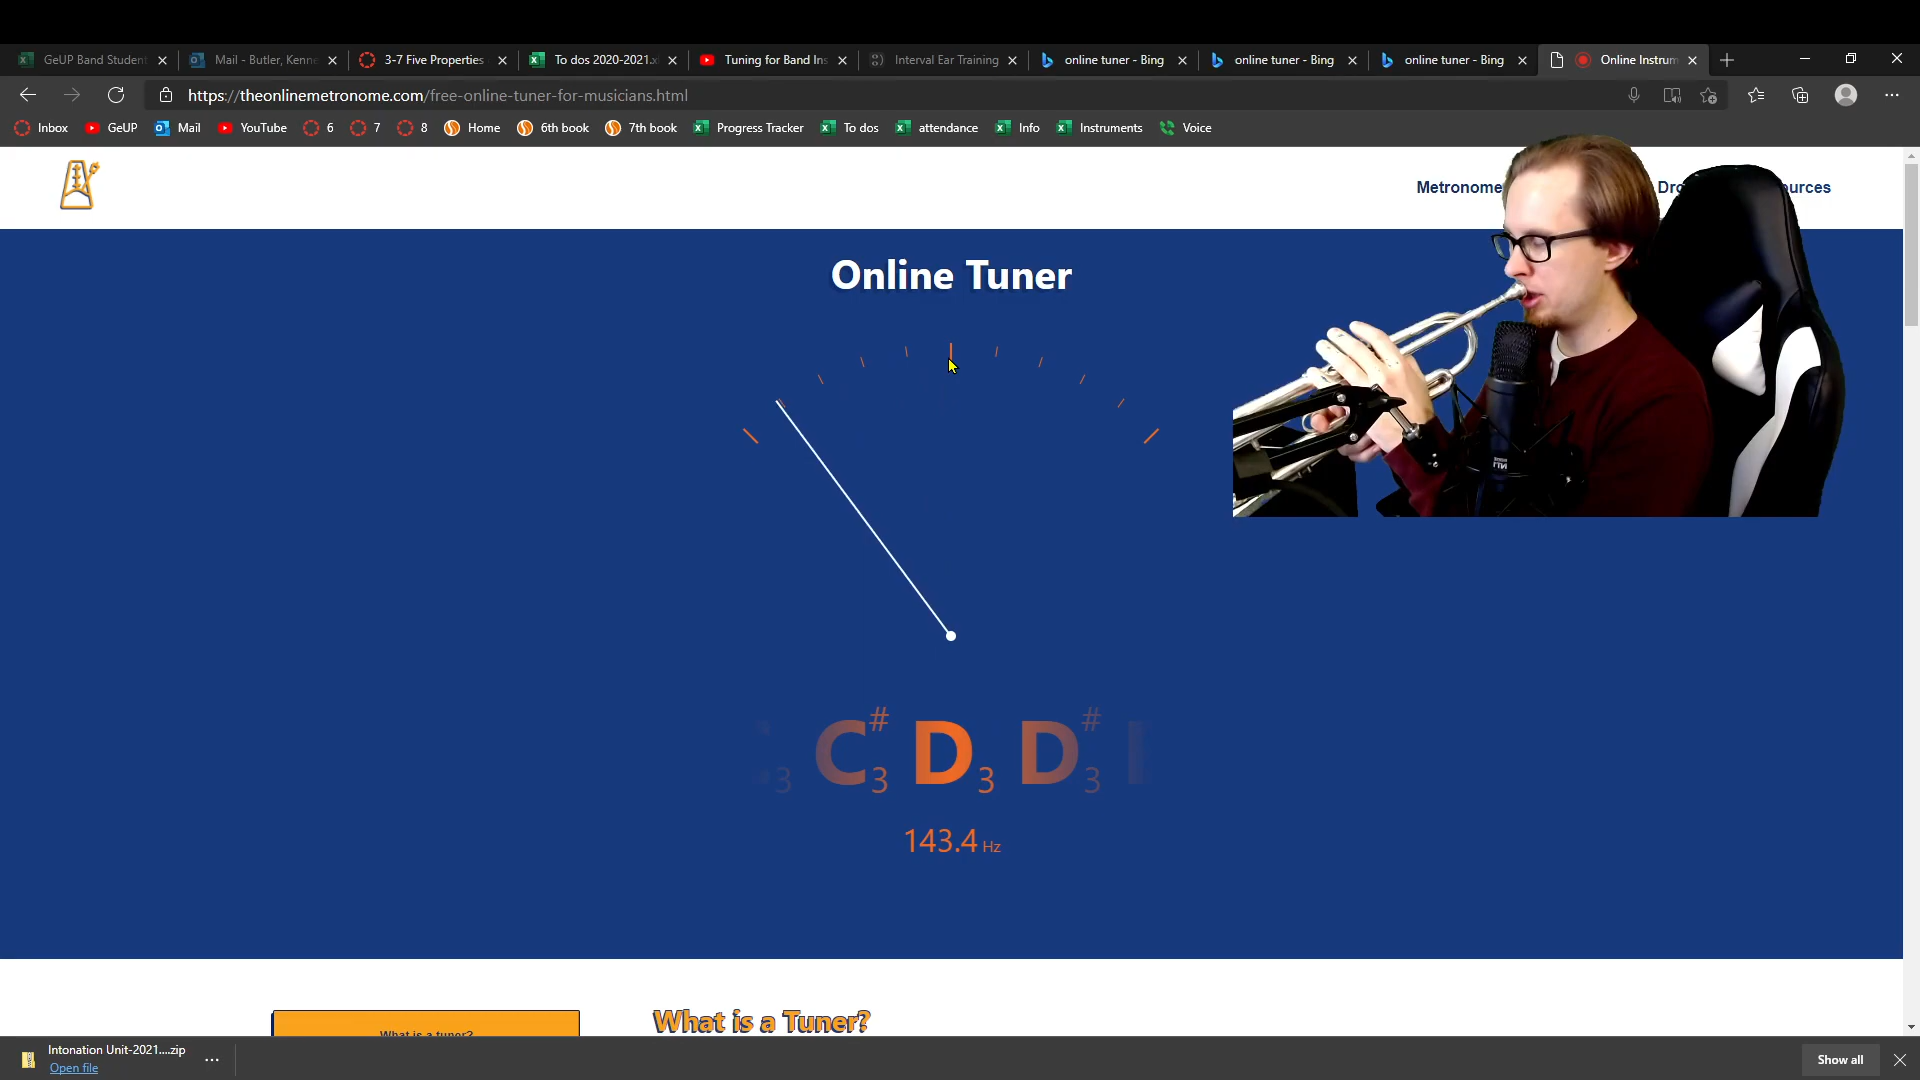 GeUP Band Student
Mail - Butler, Kenne
3-7 Five Properties
To dos 2020-2021.x
Tuning for Band Ins
Interval Ear Training
online tuner - Bing
online tuner - Bing
online tuner - Bing
Online Instrum
https://theonlinemetronome.com/free-online-tuner-for-musicians.html
Inbox GeUP Mail YouTube 6 7 8 Home 6th book 7th book Progress Tracker To dos attendance Info Instruments Voice
Metronome Dro urces
Online Tuner
3 C#3 D3 D#3
143.4 Hz
What is a tuner?
What is a Tuner?
Intonation Unit-2021....zip
Open file
Show all